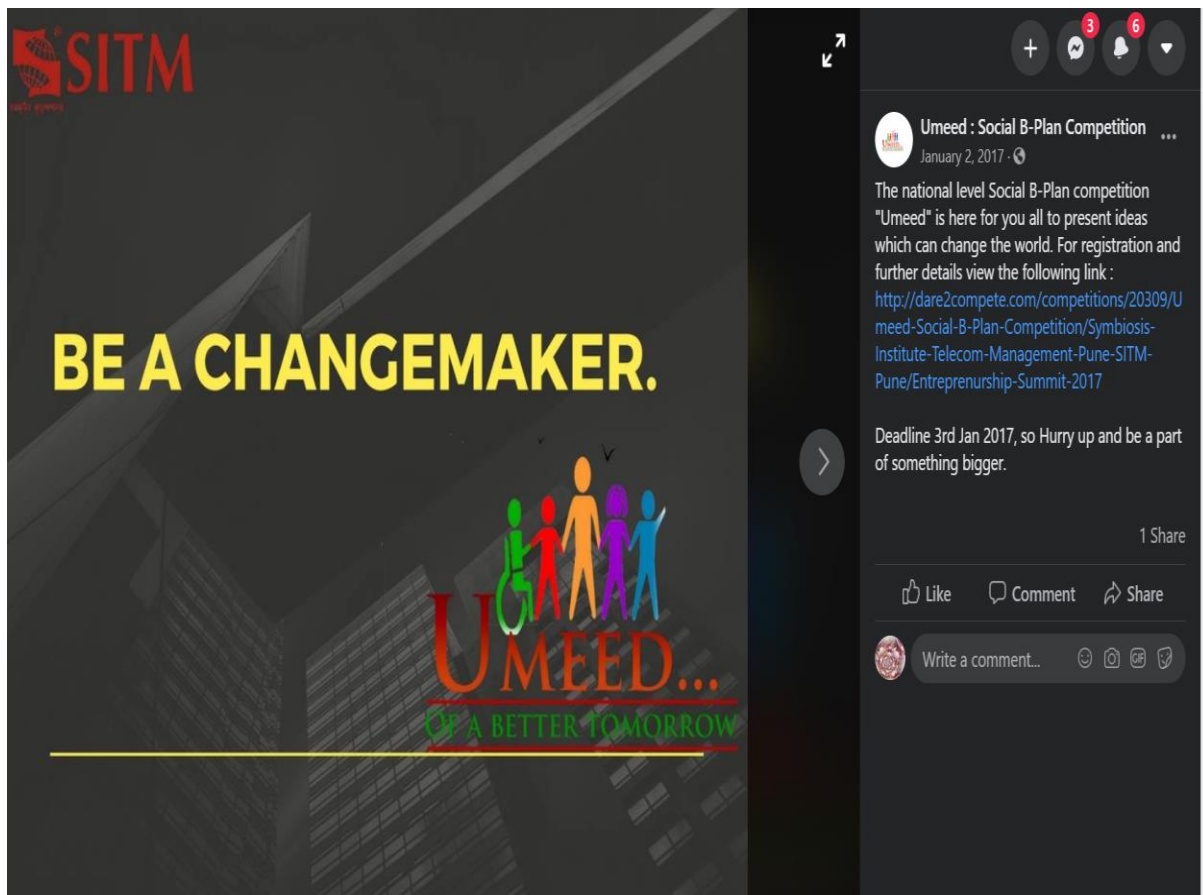 SITM
BE A CHANGEMAKER.
UMEED...
OF A BETTER TOMORROW
3
6
Umeed : Social B-Plan Competition
January 2, 2017 ·
The national level Social B-Plan competition
"Umeed" is here for you all to present ideas
which can change the world. For registration and
further details view the following link :
http://dare2compete.com/competitions/20309/U
meed-Social-B-Plan-Competition/Symbiosis-
Institute-Telecom-Management-Pune-SITM-
Pune/Entreprenurship-Summit-2017
Deadline 3rd Jan 2017, so Hurry up and be a part
of something bigger.
1 Share
Like Comment Share
Write a comment... GIF